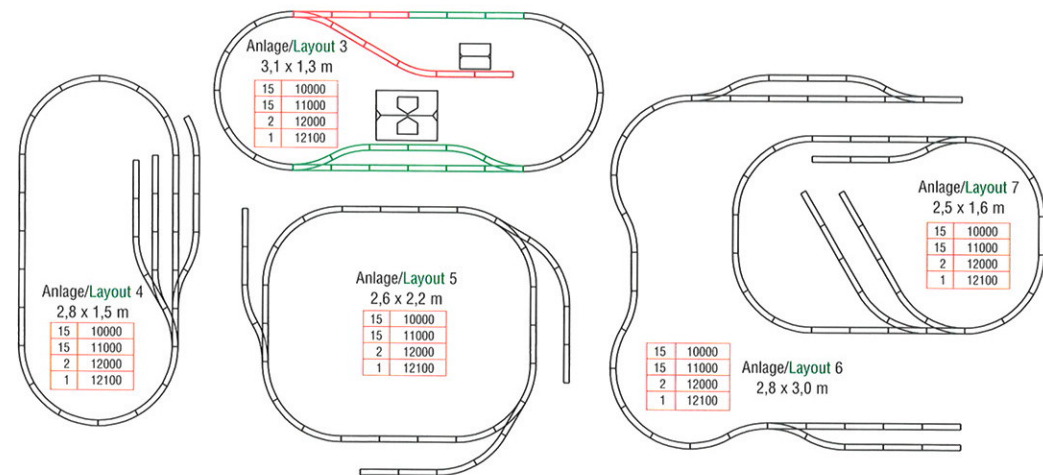 Anlage/Layout 3
3,1 x 1,3 m
15 10000
15 11000
2 12000
1 12100
Anlage/Layout 4
2,8 x 1,5 m
15 10000
15 11000
2 12000
1 12100
Anlage/Layout 5
2,6 x 2,2 m
15 10000
15 11000
2 12000
1 12100
Anlage/Layout 7
2,5 x 1,6 m
15 10000
15 11000
2 12000
1 12100
Anlage/Layout 6
2,8 x 3,0 m
15 10000
15 11000
2 12000
1 12100